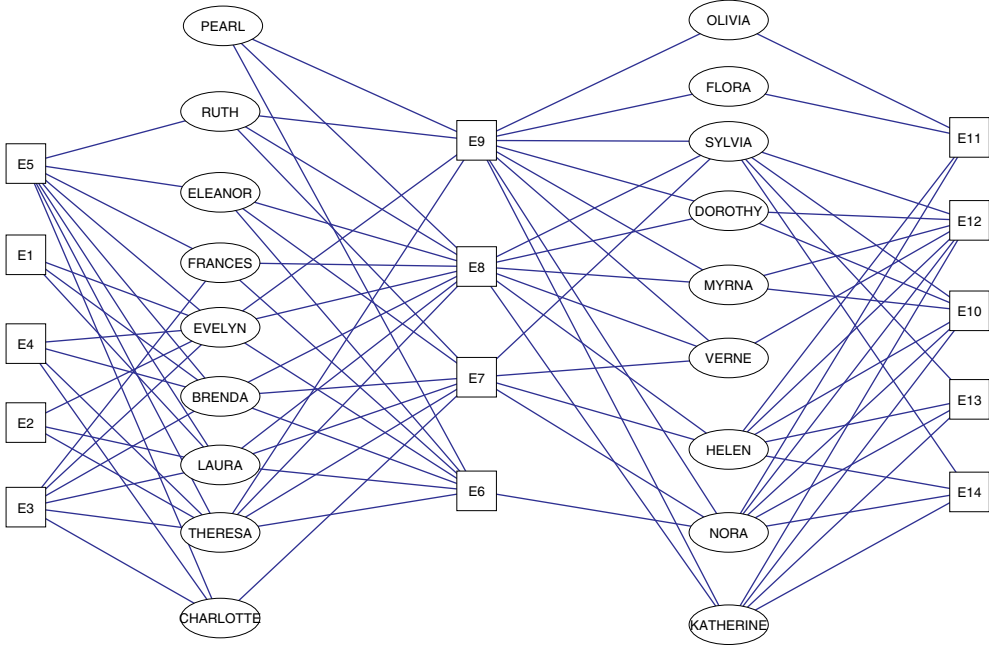 PEARL
RUTH
ELEANOR
FRANCES
EVELYN
BRENDA
LAURA
THERESA
CHARLOTTE
E5
E1
E4
E2
E3
E9
E8
E7
E6
OLIVIA
FLORA
SYLVIA
DOROTHY
MYRNA
VERNE
HELEN
NORA
KATHERINE
E11
E12
E10
E13
E14